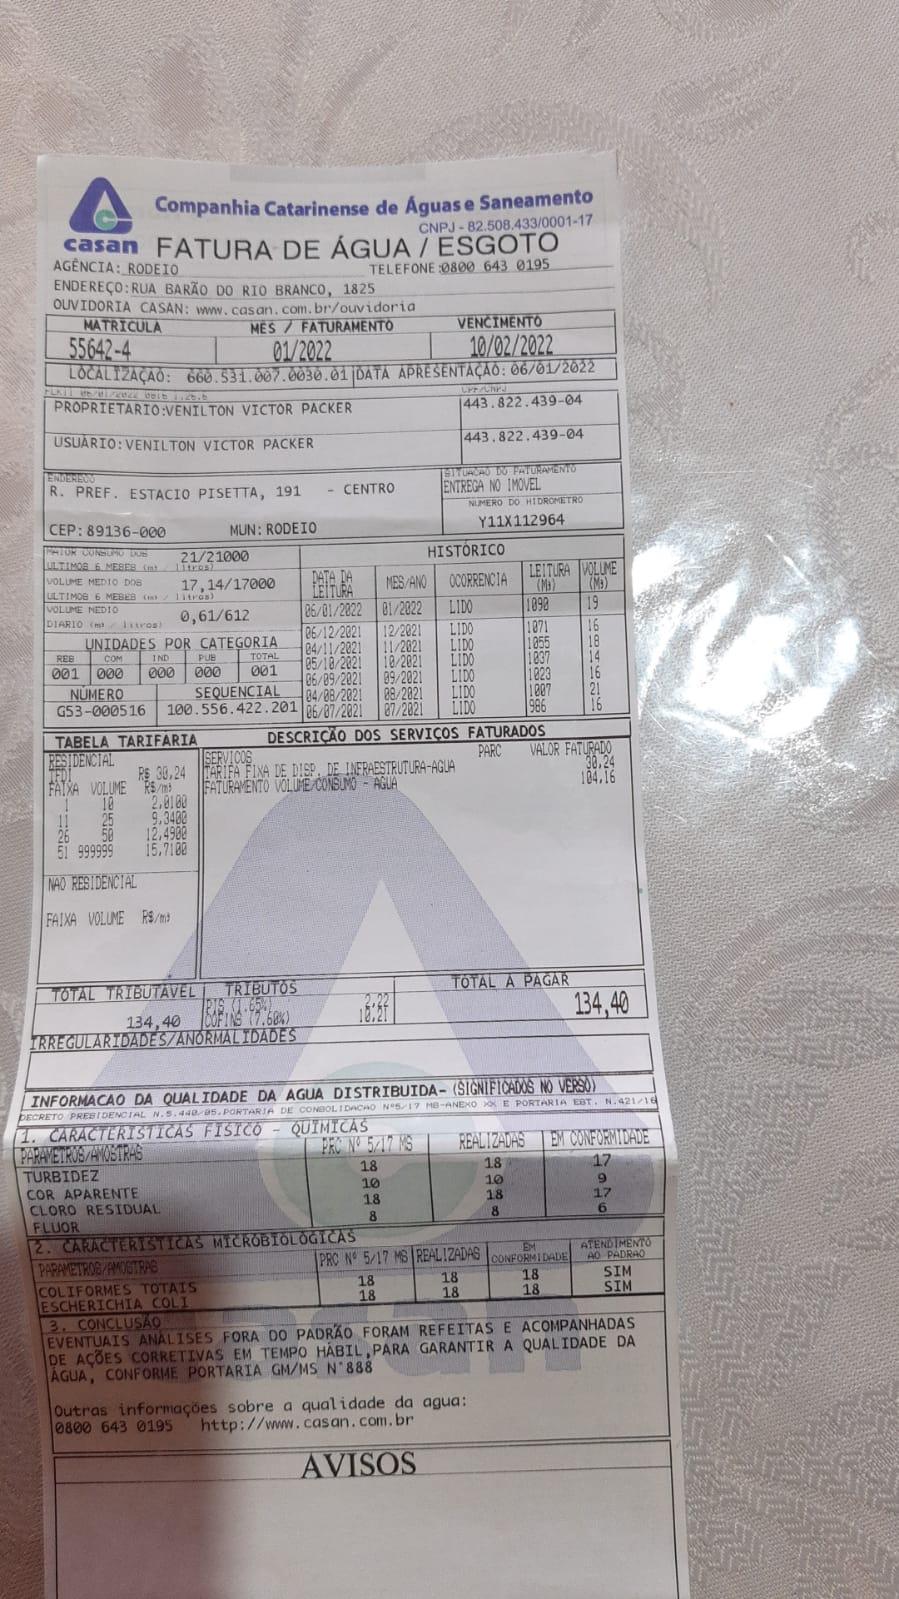 casan
Companhia Catarinense de Águas e Saneamento
CNPJ - 82.508.433/0001-17
FATURA DE ÁGUA / ESGOTO
AGÊNCIA: RODEIO TELEFONE:0800 643 0195
ENDEREÇO:RUA BARÃO DO RIO BRANCO, 1825
OUVIDORIA CASAN: www.casan.com.br/ouvidoria
MATRICULA MÊS / FATURAMENTO VENCIMENTO
55642-4 01/2022 10/02/2022
LOCALIZAÇÃO: 660.531.007.0030.01 DATA APRESENTAÇÃO:06/01/2022
CPF/CNPJ
PROPRIETARIO:VENILTON VICTOR PACKER 443.822.439-04
USUÁRIO:VENILTON VICTOR PACKER 443.822.439-04
ENDERECO SITUACAO DO FATURAMENTO
R. PREF. ESTACIO PISETTA, 191 - CENTRO ENTREGA NO IMOVEL
NUMERO DO HIDROMETRO
CEP:89136-000 MUN:RODEIO Y11X112964
MAIOR CONSUMO DOS 21/21000
ULTIMOS 6 MESES (m³ / litros)
VOLUME MEDIO DOS 17,14/17000
ULTIMOS 6 MESES (m³ / litros)
VOLUME MEDIO 0,61/612
DIARIO (m³ / litros)
UNIDADES POR CATEGORIA
RES COM IND PUB TOTAL
001 000 000 000 001
NÚMERO SEQUENCIAL
G53-000516 100.556.422.201
HISTÓRICO
DATA DA LEITURA MES/ANO OCORRENCIA LEITURA (M³) VOLUME (M³)
06/01/2022 01/2022 LIDO 1090 19
06/12/2021 12/2021 LIDO 1071 16
04/11/2021 11/2021 LIDO 1055 18
05/10/2021 10/2021 LIDO 1037 14
06/09/2021 09/2021 LIDO 1023 16
04/08/2021 08/2021 LIDO 1007 21
06/07/2021 07/2021 LIDO 986 16
TABELA TARIFARIA
RESIDENCIAL
TFDI R$ 30,24
FAIXA VOLUME R$/m³
1 10 2,0100
11 25 9,3400
26 50 12,4900
51 999999 15,7100
NAO RESIDENCIAL
FAIXA VOLUME R$/m³
DESCRIÇÃO DOS SERVIÇOS FATURADOS
SERVICOS PARC VALOR FATURADO
TARIFA FIXA DE DISP. DE INFRAESTRUTURA-AGUA 30,24
FATURAMENTO VOLUME/CONSUMO - AGUA 104,16
TOTAL TRIBUTÁVEL TRIBUTOS TOTAL A PAGAR
PIS (1.65%) 2,22
134,40 COFINS (7.60%) 10,21 134,40
IRREGULARIDADES/ANORMALIDADES
INFORMACAO DA QUALIDADE DA AGUA DISTRIBUIDA- (SIGNIFICADOS NO VERSO)
DECRETO PRESIDENCIAL N.5.440/05.PORTARIA DE CONSOLIDACAO Nº5/17 MS-ANEXO XX E PORTARIA EST. N.421/16
1. CARACTERÍSTICAS FÍSICO - QUÍMICAS
PARAMETROS/AMOSTRAS PRC Nº 5/17 MS REALIZADAS EM CONFORMIDADE
TURBIDEZ 18 18 17
COR APARENTE 10 10 9
CLORO RESIDUAL 18 18 17
FLUOR 8 8 6
2. CARACTERÍSTICAS MICROBIOLÓGICAS
PARAMETROS/AMOSTRAS PRC Nº 5/17 MS REALIZADAS EM CONFORMIDADE ATENDIMENTO AO PADRAO
COLIFORMES TOTAIS 18 18 18 SIM
ESCHERICHIA COLI 18 18 18 SIM
3. CONCLUSÃO
EVENTUAIS ANÁLISES FORA DO PADRÃO FORAM REFEITAS E ACOMPANHADAS
DE AÇÕES CORRETIVAS EM TEMPO HÁBIL,PARA GARANTIR A QUALIDADE DA
ÁGUA, CONFORME PORTARIA GM/MS N°888
Outras informações sobre a qualidade da agua:
0800 643 0195 http://www.casan.com.br
casan
AVISOS